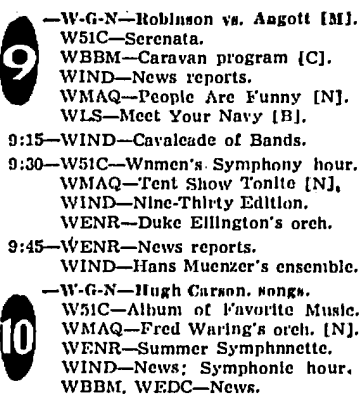 9
—W-G-N—Robinson vs. Angott [M].
W51C—Serenata.
WBBM—Caravan program [C].
WIND—News reports.
WMAQ—People Are Funny [N].
WLS—Meet Your Navy [B].
9:15—WIND—Cavalcade of Bands.
9:30—W51C—Women's Symphony hour.
WMAQ—Tent Show Tonite [N].
WIND—Nine-Thirty Edition.
WENR—Duke Ellington's orch.
9:45—WENR—News reports.
WIND—Hans Muenzer's ensemble.
10
—W-G-N—Hugh Carson. songs.
W51C—Album of Favorite Music.
WMAQ—Fred Waring's orch. [N].
WENR—Summer Symphonette.
WIND—News; Symphonic hour.
WBBM, WEDC—News.